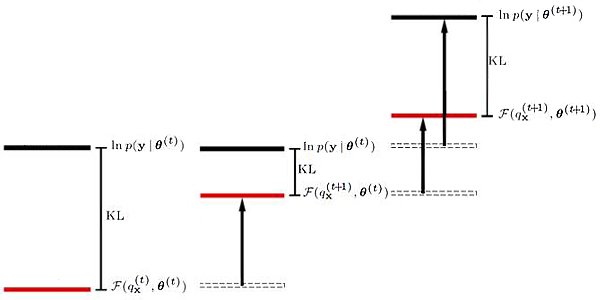 ln p(y | θ^(t+1))
KL
F(q_x^(t+1), θ^(t+1))
ln p(y | θ^(t))
KL
F(q_x^(t), θ^(t))
ln p(y | θ^(t))
KL
F(q_x^(t+1), θ^(t))